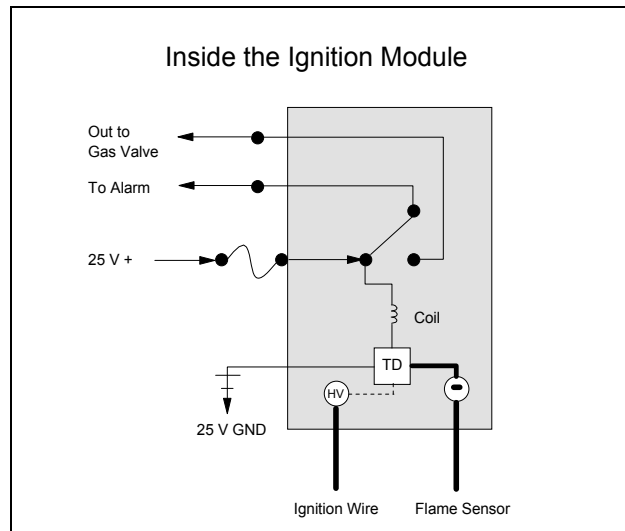 Inside the Ignition Module
Out to
Gas Valve
To Alarm
25 V +
Coil
TD
HV
25 V GND
Ignition Wire
Flame Sensor